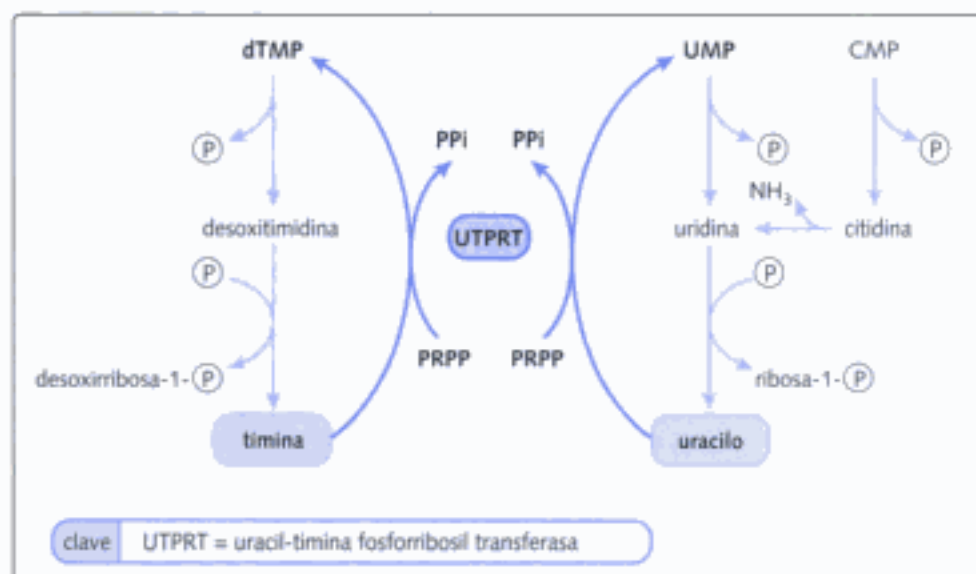 dTMP UMP CMP
P PPi PPi P P
NH3
desoxitimidina UTPRT uridina citidina
P P
PRPP PRPP
desoxirribosa-1-P ribosa-1-P
timina uracilo
clave UTPRT = uracil-timina fosforribosil transferasa